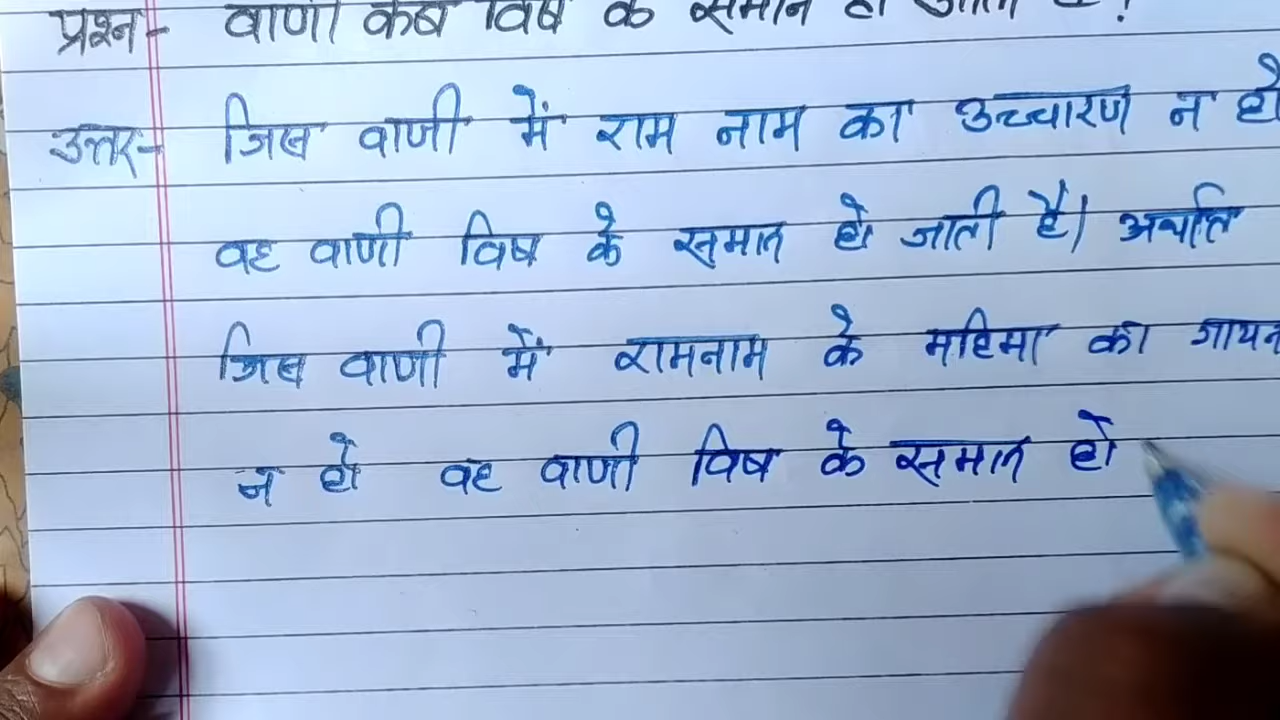 प्रश्न- वाणी कब विष के समान हो जाती है?
उत्तर- जिस वाणी में राम नाम का उच्चारण न हो
वह वाणी विष के समान हो जाती है। अर्थात
जिस वाणी में रामनाम के महिमा का गायन
न हो वह वाणी विष के समान हो